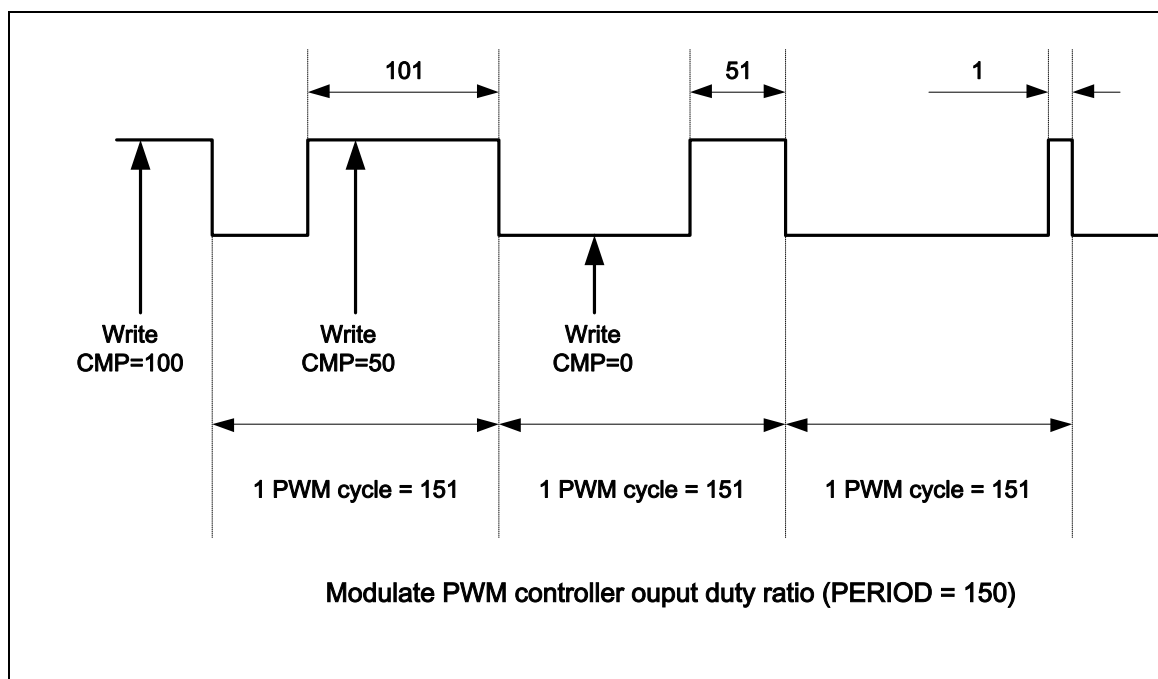 101
51
1
Write
CMP=100
Write
CMP=50
Write
CMP=0
1 PWM cycle = 151
1 PWM cycle = 151
1 PWM cycle = 151
Modulate PWM controller ouput duty ratio (PERIOD = 150)